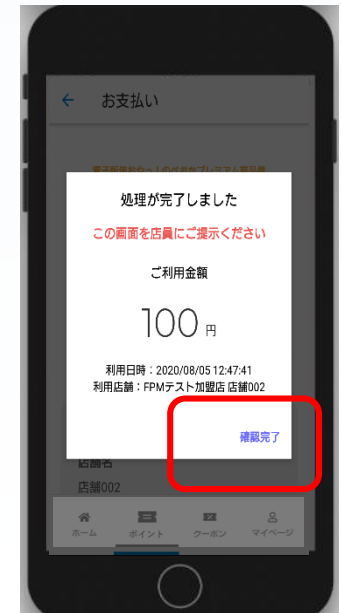 ← お支払い
処理が完了しました
この画面を店員にご提示ください
ご利用金額
100 円
利用日時：2020/08/05 12:47:41
利用店舗：FPMテスト加盟店 店舗002
確認完了
店舗名
店舗002
ホーム ポイント クーポン マイページ